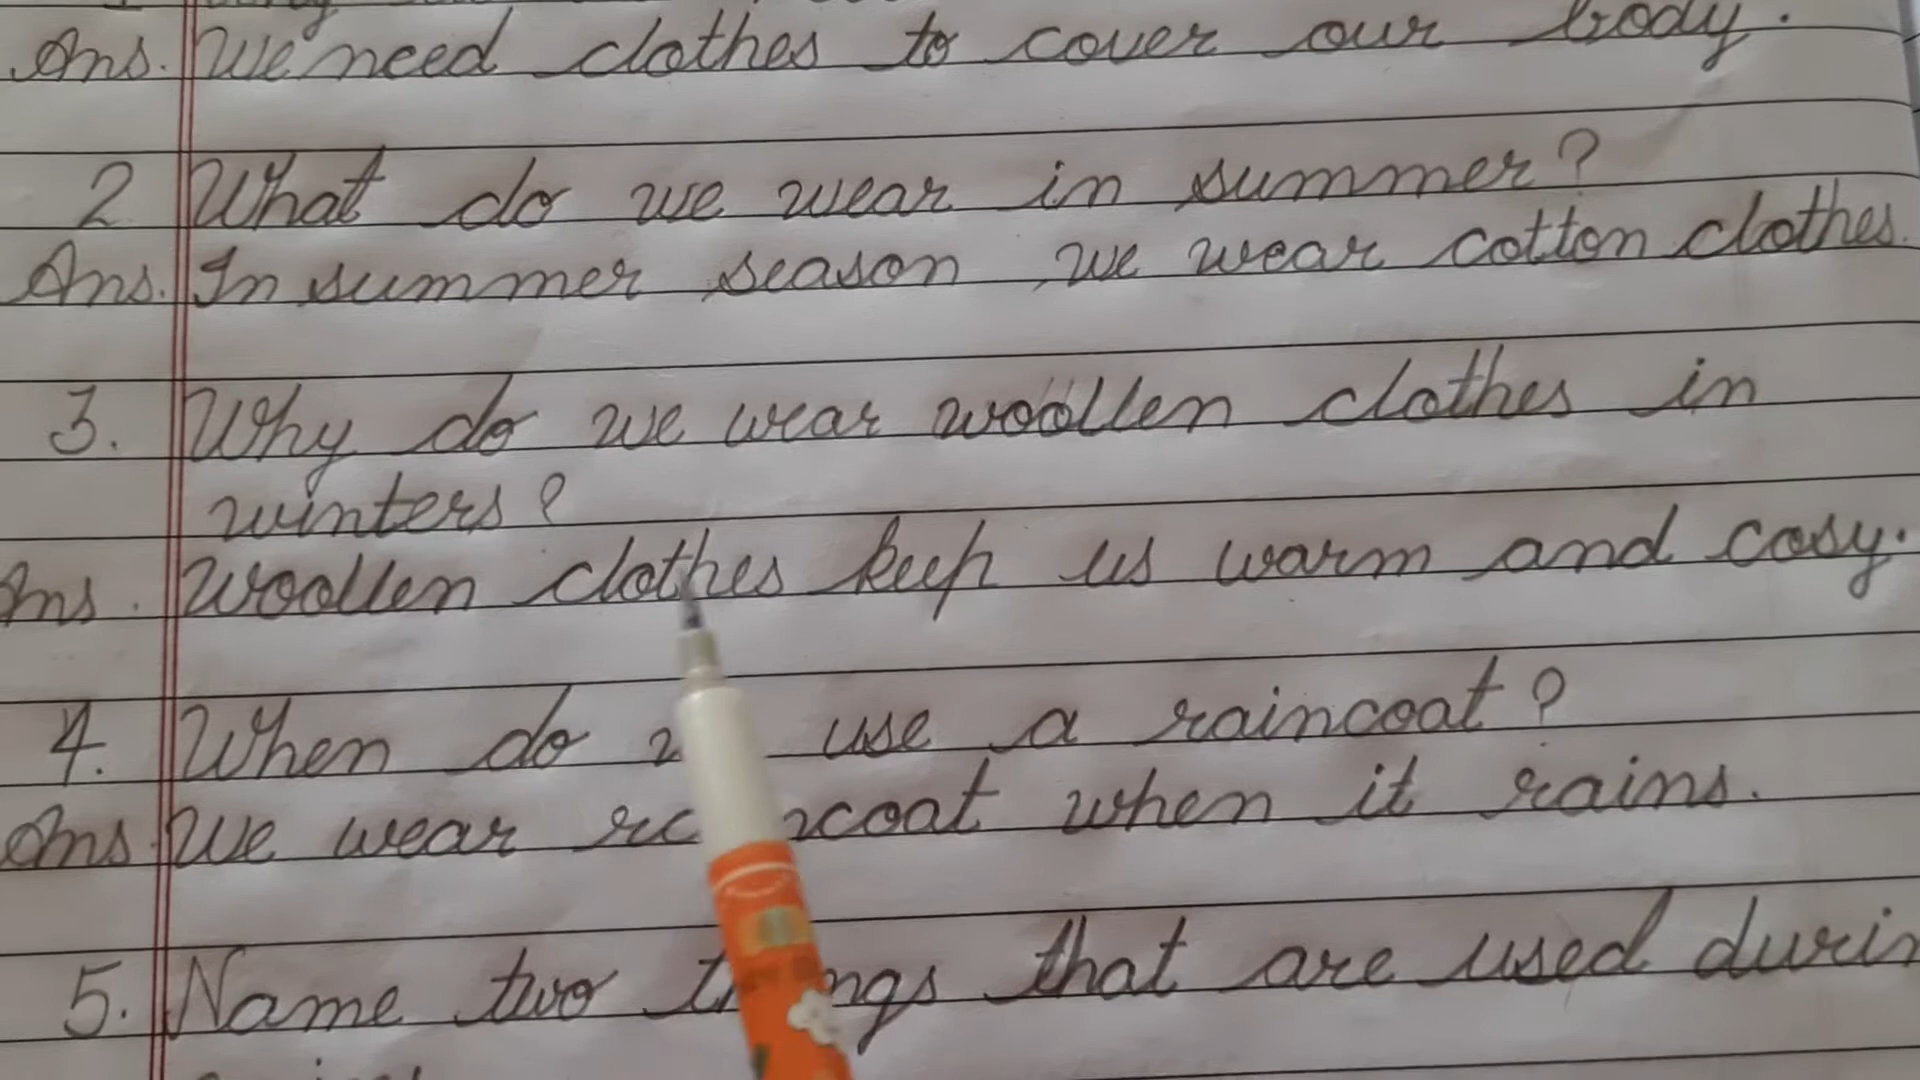 Ans. We need clothes to cover our body.
2 What do we wear in summer?
Ans. In summer season we wear cotton clothes.
3. Why do we wear woollen clothes in
winters?
Ans. Woollen clothes keep us warm and cosy.
4. When do use a raincoat?
Ans We wear raincoat when it rains.
5. Name two things that are used durin